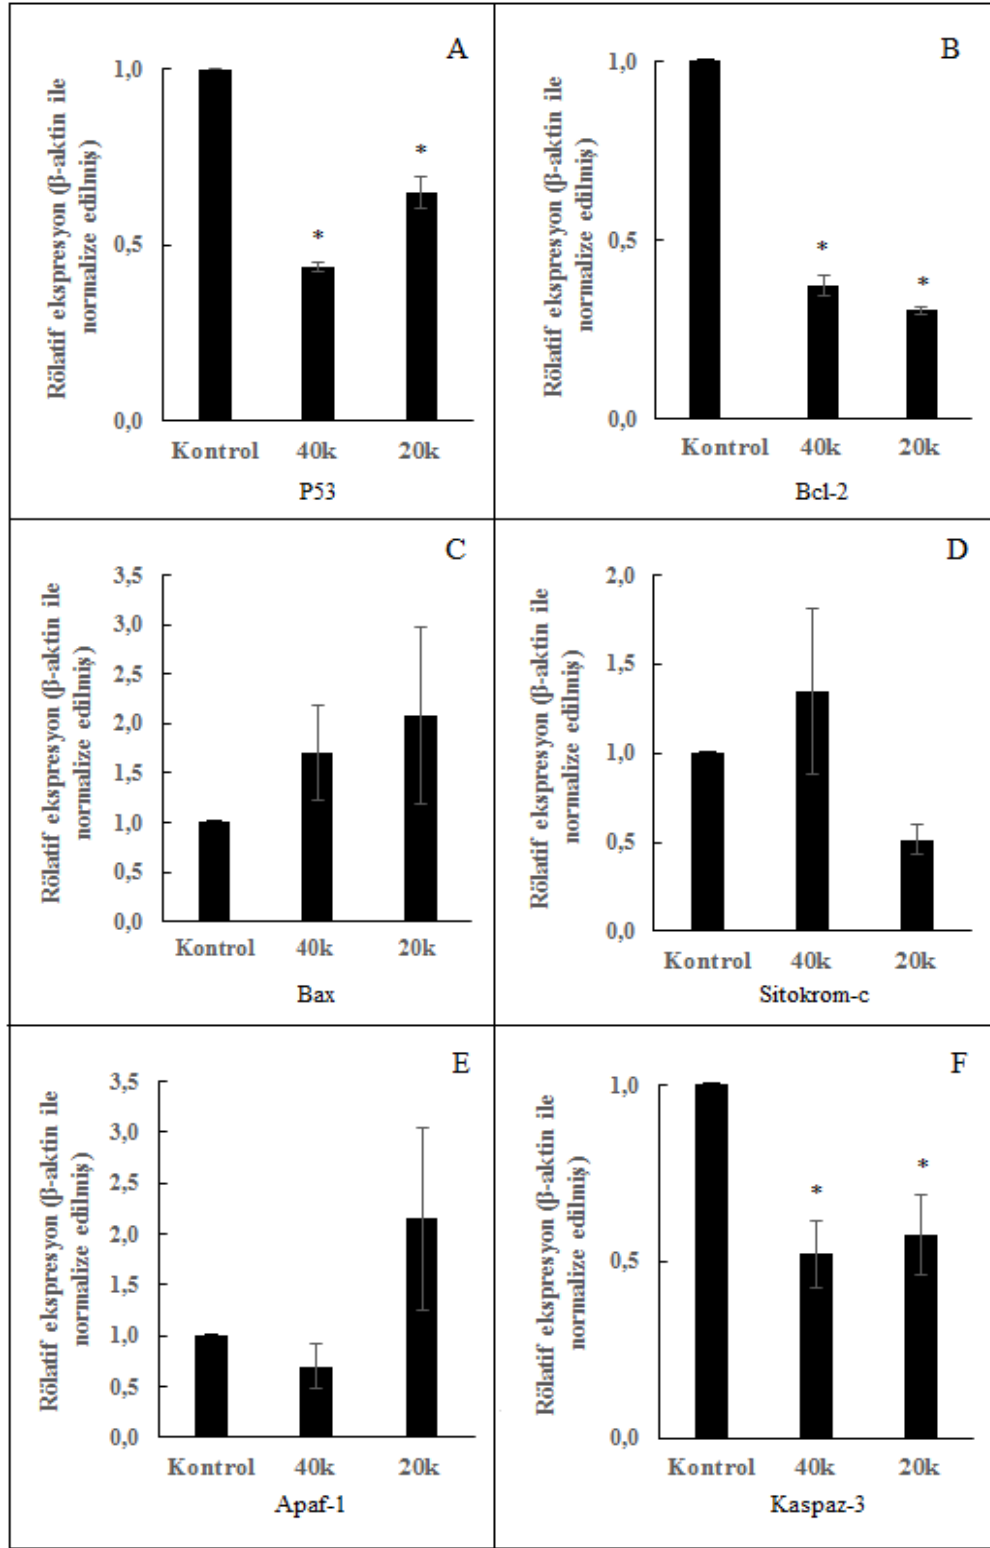 A
Rölatif ekspresyon (β-aktin ile
normalize edilmiş)
1,0
0,5
0,0
*
*
Kontrol 40k 20k
P53
B
Rölatif ekspresyon (β-aktin ile
normalize edilmiş)
1,0
0,5
0,0
*
*
Kontrol 40k 20k
Bcl-2
C
Rölatif ekspresyon (β-aktin ile
normalize edilmiş)
3,5
3,0
2,5
2,0
1,5
1,0
0,5
0,0
Kontrol 40k 20k
Bax
D
Rölatif ekspresyon (β-aktin ile
normalize edilmiş)
2,0
1,5
1,0
0,5
0,0
Kontrol 40k 20k
Sitokrom-c
E
Rölatif ekspresyon (β-aktin ile
normalize edilmiş)
3,5
3,0
2,5
2,0
1,5
1,0
0,5
0,0
Kontrol 40k 20k
Apaf-1
F
Rölatif ekspresyon (β-aktin ile
normalize edilmiş)
1,0
0,5
0,0
*
*
Kontrol 40k 20k
Kaspaz-3